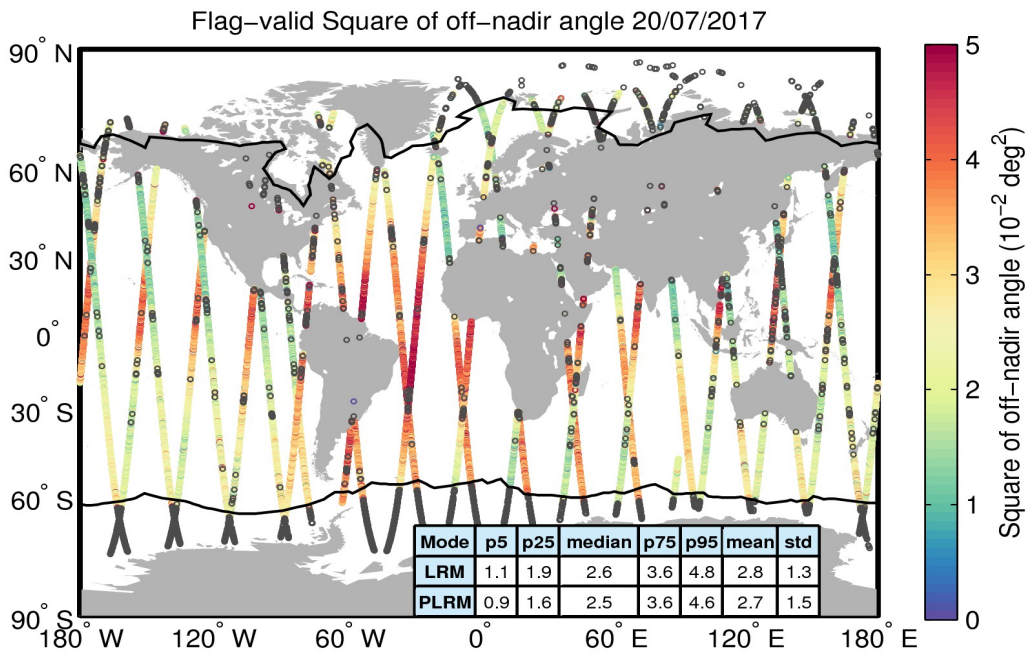 Flag-valid Square of off-nadir angle 20/07/2017
90° N
60° N
30° N
0°
30° S
60° S
90° S
180° W
120° W
60° W
0°
60° E
120° E
180° E
Mode p5 p25 median p75 p95 mean std
LRM 1.1 1.9 2.6 3.6 4.8 2.8 1.3
PLRM 0.9 1.6 2.5 3.6 4.6 2.7 1.5
5
4
3
2
1
0
Square of off-nadir angle (10⁻² deg²)